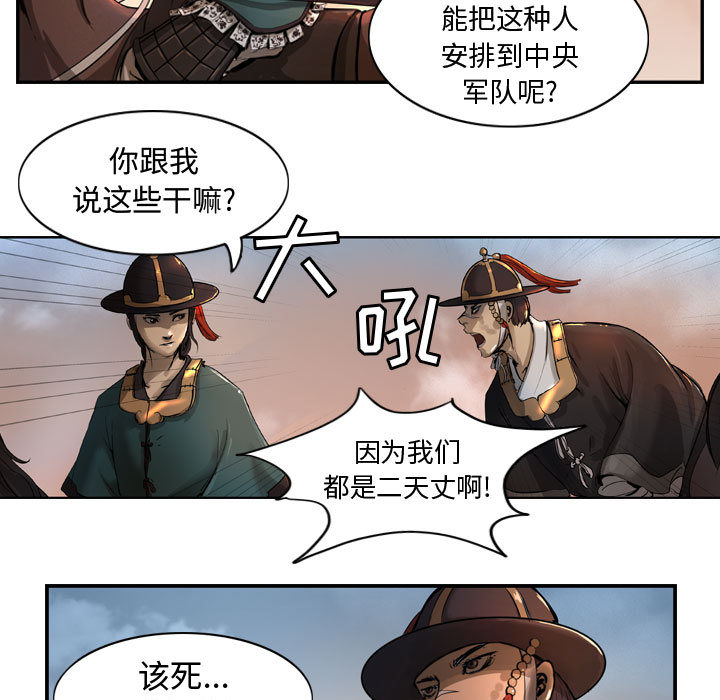 能把这种人
安排到中央
军队呢?
你跟我
说这些干嘛?
大
吼
因为我们
都是二天丈啊!
该死...